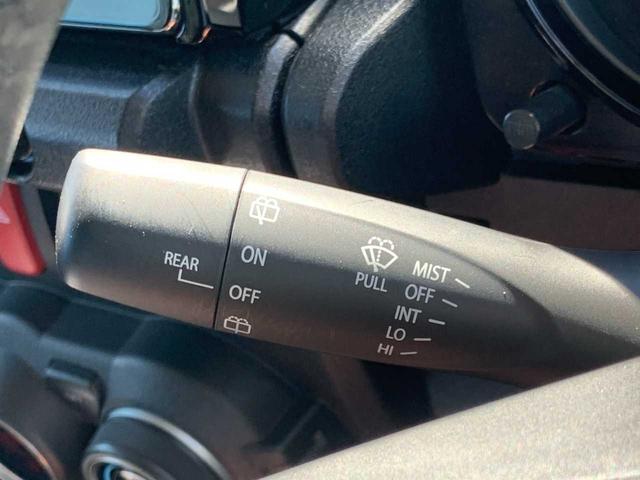 REAR
ON
OFF
PULL
MIST
OFF
INT
LO
HI